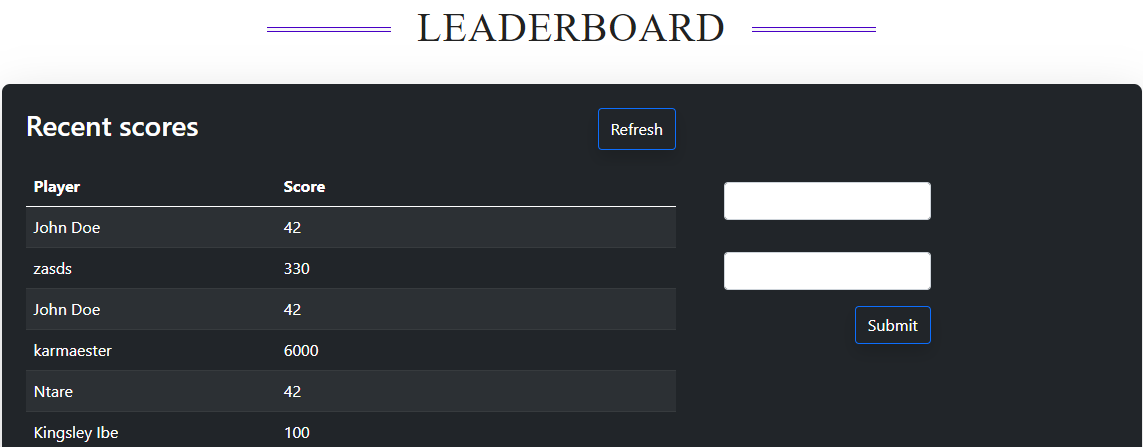 LEADERBOARD
Recent scores
Refresh
Player Score
John Doe 42
zasds 330
John Doe 42
karmaester 6000
Ntare 42
Kingsley Ibe 100
Submit